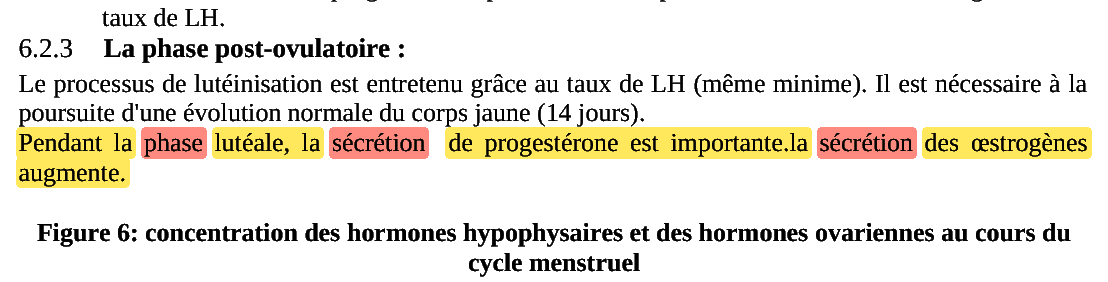 taux de LH.
6.2.3 La phase post-ovulatoire :
Le processus de lutéinisation est entretenu grâce au taux de LH (même minime). Il est nécessaire à la
poursuite d'une évolution normale du corps jaune (14 jours).
Pendant la phase lutéale, la sécrétion de progestérone est importante.la sécrétion des œstrogènes
augmente.
Figure 6: concentration des hormones hypophysaires et des hormones ovariennes au cours du
cycle menstruel